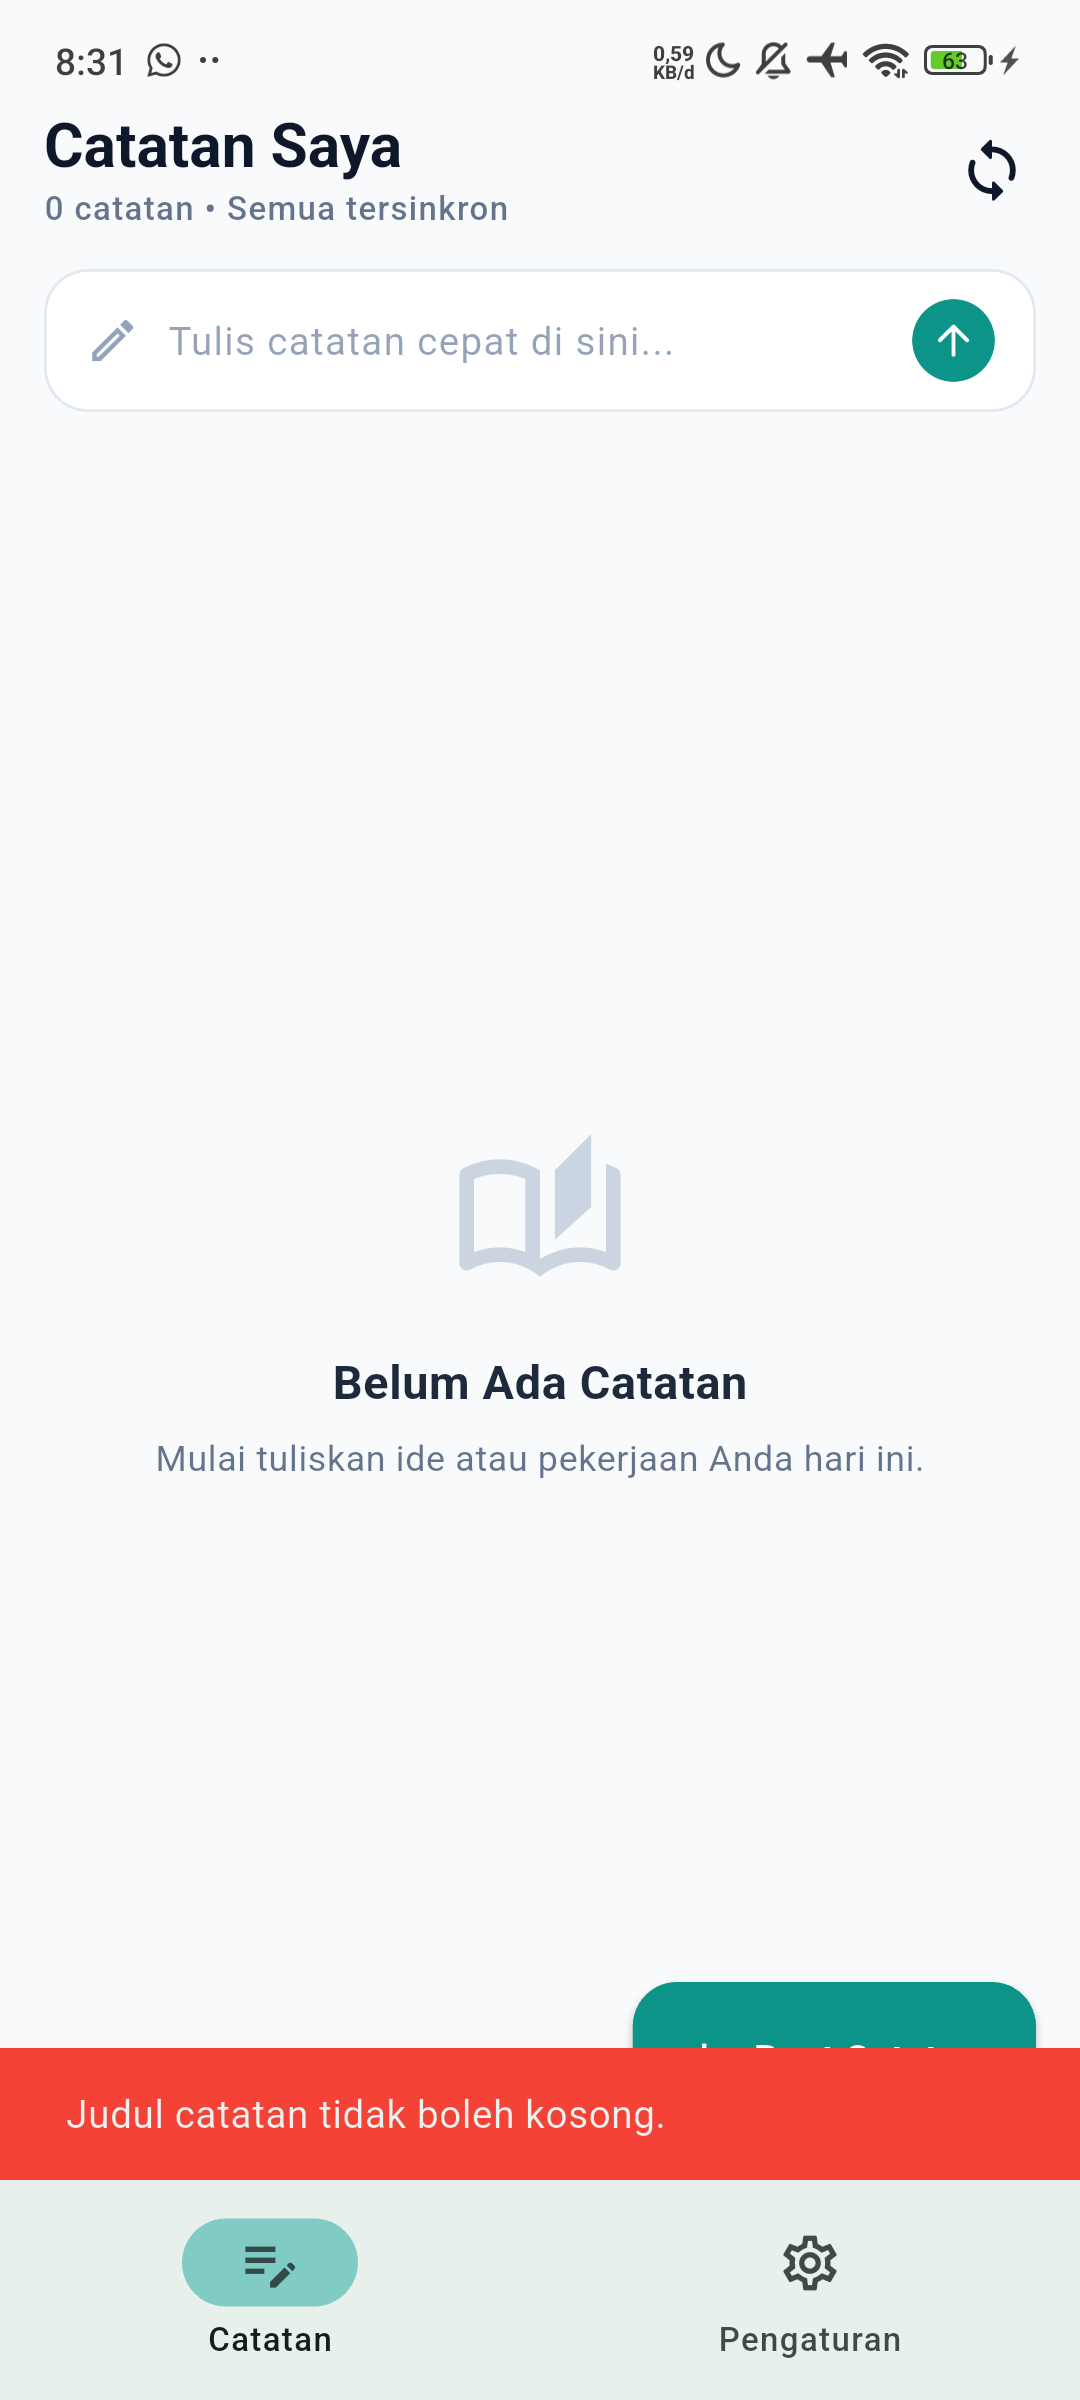 8:31
0,59
KB/d
63
Catatan Saya
0 catatan • Semua tersinkron
Tulis catatan cepat di sini...
Belum Ada Catatan
Mulai tuliskan ide atau pekerjaan Anda hari ini.
Judul catatan tidak boleh kosong.
Catatan
Pengaturan